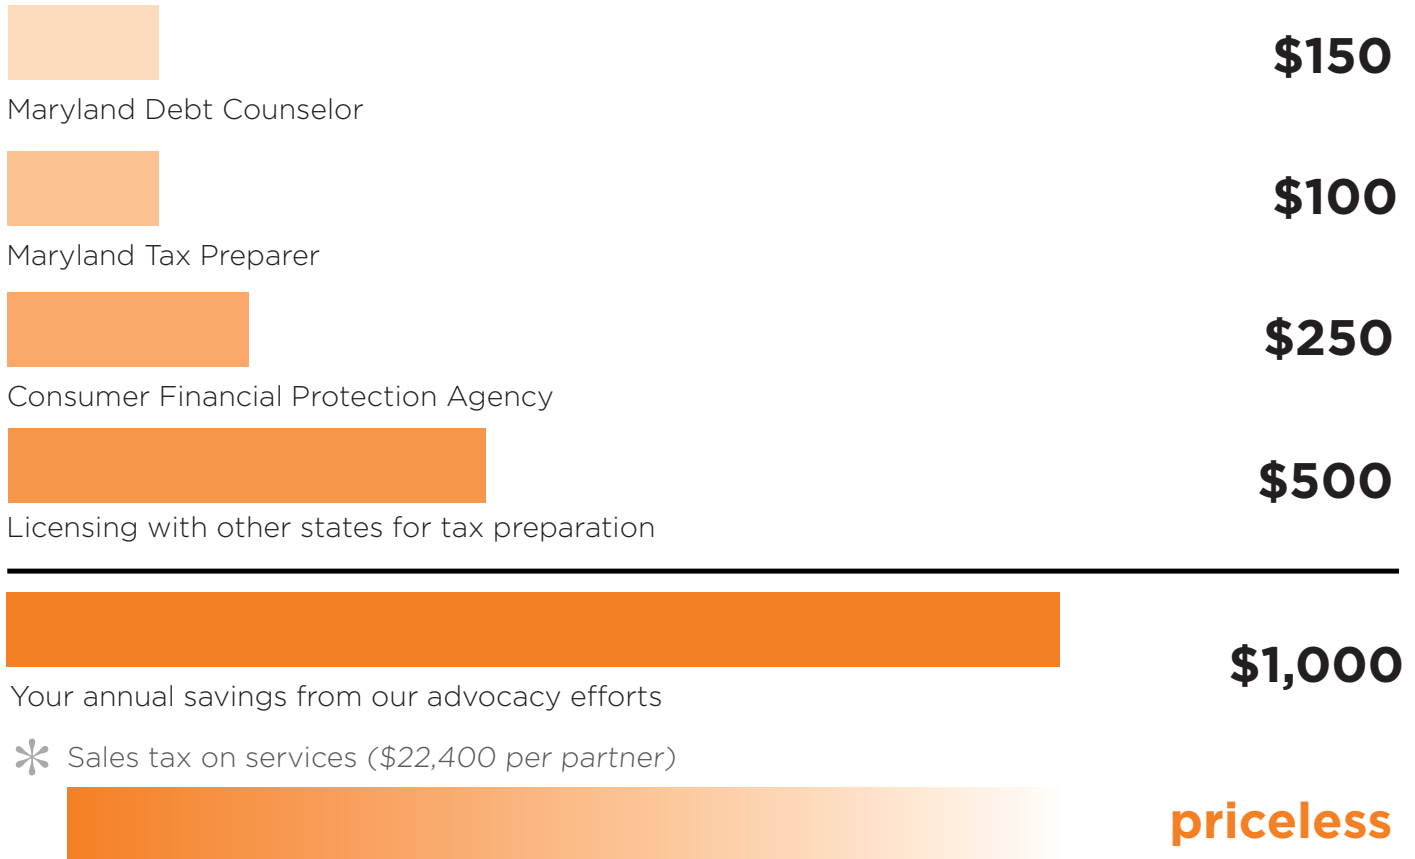 $150
Maryland Debt Counselor
$100
Maryland Tax Preparer
$250
Consumer Financial Protection Agency
$500
Licensing with other states for tax preparation
$1,000
Your annual savings from our advocacy efforts
* Sales tax on services ($22,400 per partner)
priceless